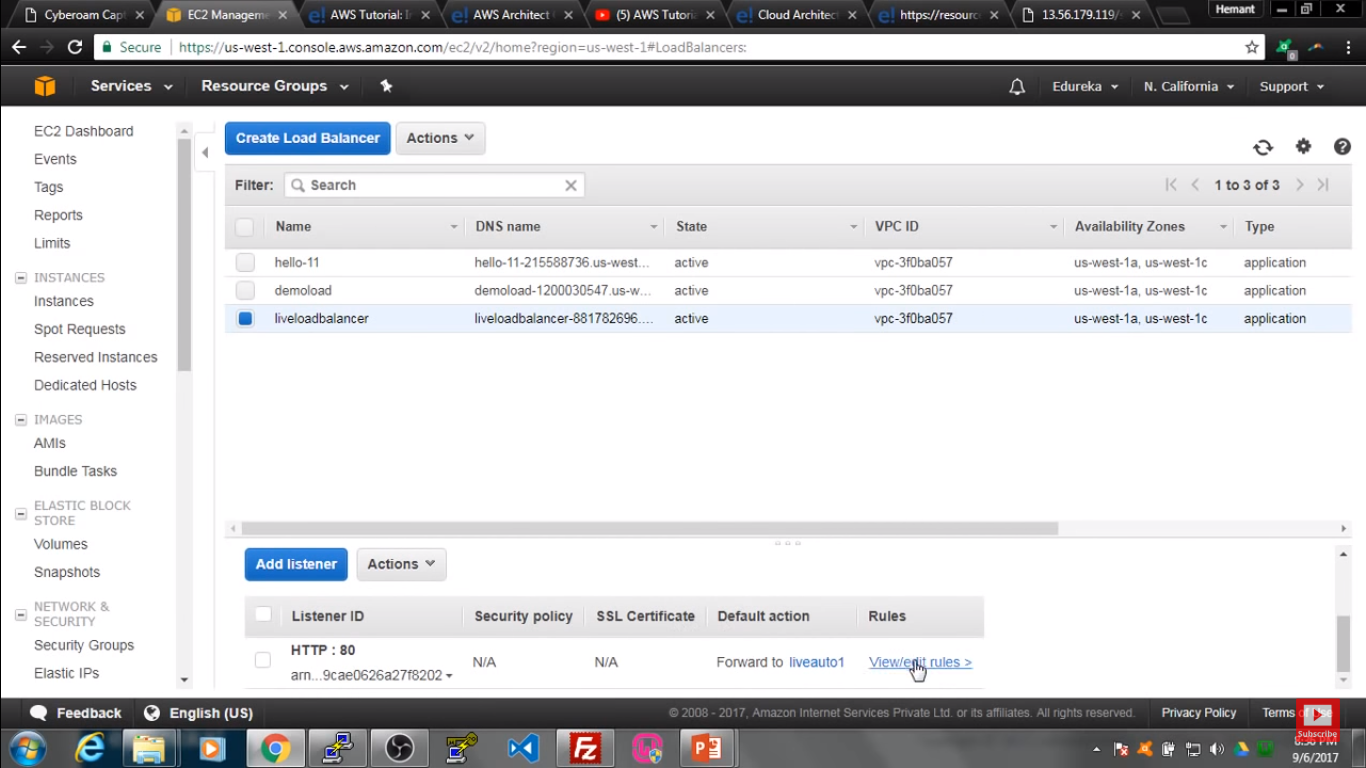 Cyberoam Cap
EC2 Manageme
AWS Tutorial: I
AWS Architect
(5) AWS Tutoria
Cloud Architec
https://resourc
13.56.179.119/
Hemant
Secure
https://us-west-1.console.aws.amazon.com/ec2/v2/home?region=us-west-1#LoadBalancers:
0
Services
Resource Groups
Edureka
N. California
Support
EC2 Dashboard
Events
Tags
Reports
Limits
INSTANCES
Instances
Spot Requests
Reserved Instances
Dedicated Hosts
IMAGES
AMIs
Bundle Tasks
ELASTIC BLOCK
STORE
Volumes
Snapshots
NETWORK &
SECURITY
Security Groups
Elastic IPs
Create Load Balancer
Actions
Filter:
Search
1 to 3 of 3
Name DNS name State VPC ID Availability Zones Type
hello-11 hello-11-215588736.us-west... active vpc-3f0ba057 us-west-1a, us-west-1c application
demoload demoload-1200030547.us-w... active vpc-3f0ba057 us-west-1a, us-west-1c application
liveloadbalancer liveloadbalancer-881782696.... active vpc-3f0ba057 us-west-1a, us-west-1c application
Add listener
Actions
Listener ID Security policy SSL Certificate Default action Rules
HTTP : 80
arn...9cae0626a27f8202
N/A N/A Forward to liveauto1 View/edit rules >
Feedback
English (US)
© 2008 - 2017, Amazon Internet Services Private Ltd. or its affiliates. All rights reserved.
Privacy Policy
Terms of
Subscribe
9/6/2017